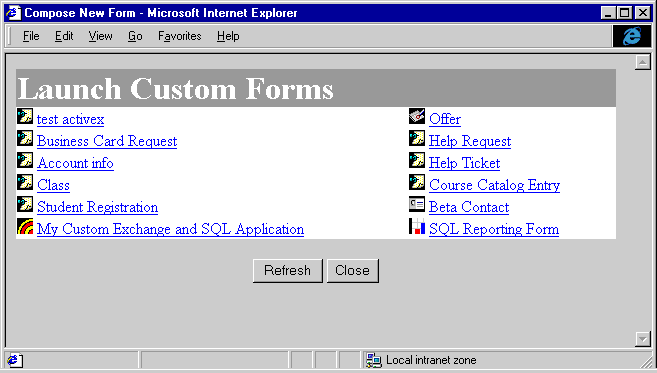 Compose New Form - Microsoft Internet Explorer
File Edit View Go Favorites Help
Launch Custom Forms
test activex Offer
Business Card Request Help Request
Account info Help Ticket
Class Course Catalog Entry
Student Registration Beta Contact
My Custom Exchange and SQL Application SQL Reporting Form
Refresh Close
Local intranet zone